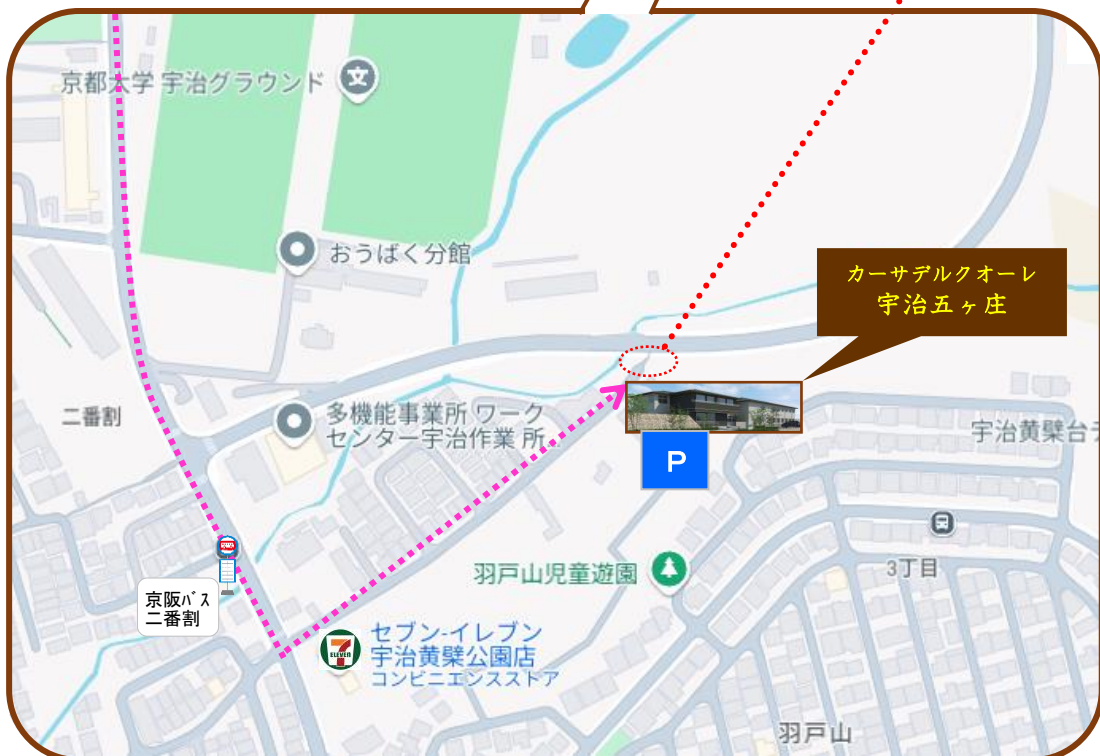 京都大学 宇治グラウンド
文
おうばく分館
カーサデルクオーレ
宇治五ヶ庄
二番割
多機能事業所 ワーク
センター宇治作業 所...
宇治黄檗台
P
3丁目
羽戸山児童遊園
京阪バス
二番割
7
ELEVEN
セブン-イレブン
宇治黄檗公園店
コンビニエンスストア
羽戸山